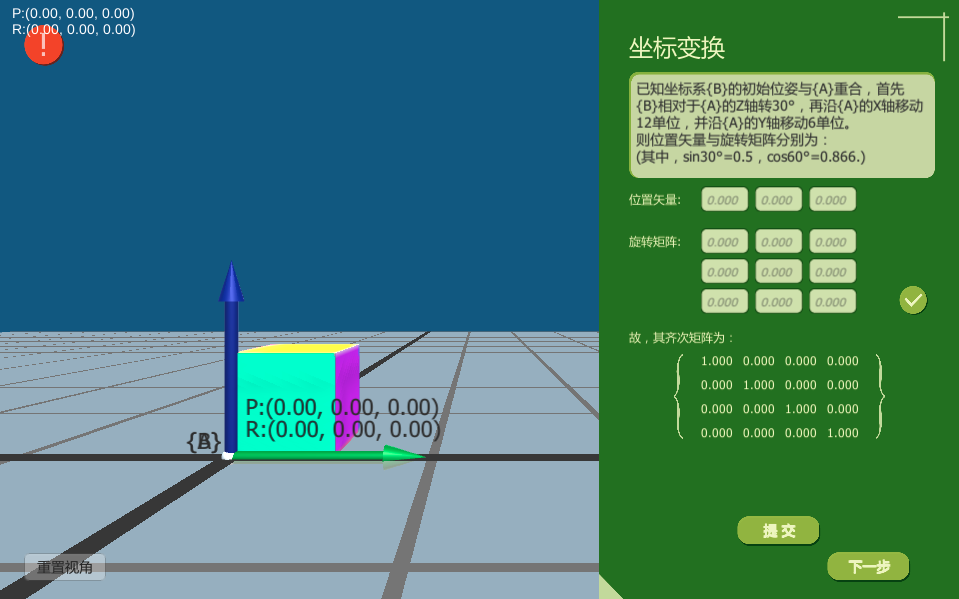 P:(0.00, 0.00, 0.00)
R:(0.00, 0.00, 0.00)
!
坐标变换
已知坐标系{B}的初始位姿与{A}重合，首先
{B}相对于{A}的Z轴转30°，再沿{A}的X轴移动
12单位，并沿{A}的Y轴移动6单位。
则位置矢量与旋转矩阵分别为：
(其中，sin30°=0.5，cos60°=0.866.)
位置矢量: 0.000 0.000 0.000
旋转矩阵: 0.000 0.000 0.000
0.000 0.000 0.000
0.000 0.000 0.000
故，其齐次矩阵为：
1.000 0.000 0.000 0.000
0.000 1.000 0.000 0.000
0.000 0.000 1.000 0.000
0.000 0.000 0.000 1.000
P:(0.00, 0.00, 0.00)
R:(0.00, 0.00, 0.00)
重置视角
提 交
下一步